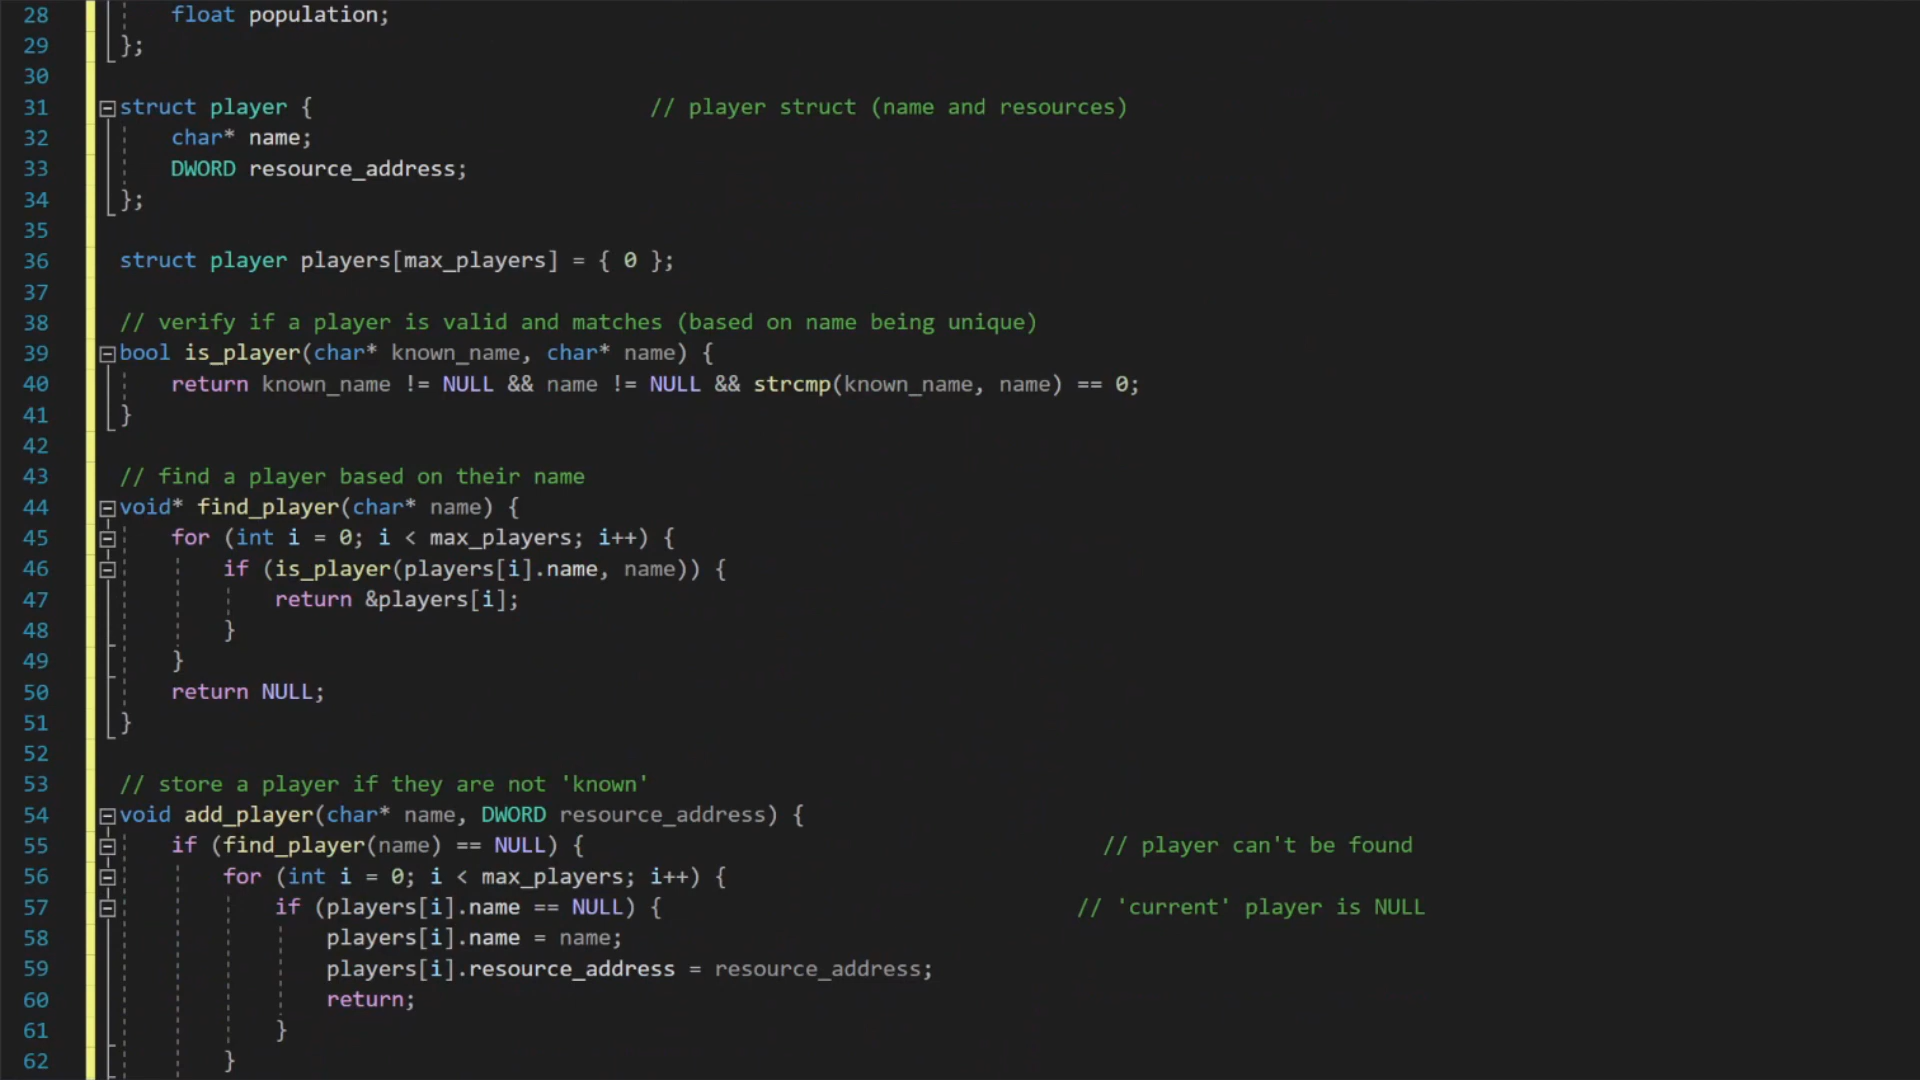 28 float population;
29 };
30
31 struct player { // player struct (name and resources)
32 char* name;
33 DWORD resource_address;
34 };
35
36 struct player players[max_players] = { 0 };
37
38 // verify if a player is valid and matches (based on name being unique)
39 bool is_player(char* known_name, char* name) {
40 return known_name != NULL && name != NULL && strcmp(known_name, name) == 0;
41 }
42
43 // find a player based on their name
44 void* find_player(char* name) {
45 for (int i = 0; i < max_players; i++) {
46 if (is_player(players[i].name, name)) {
47 return &players[i];
48 }
49 }
50 return NULL;
51 }
52
53 // store a player if they are not 'known'
54 void add_player(char* name, DWORD resource_address) {
55 if (find_player(name) == NULL) { // player can't be found
56 for (int i = 0; i < max_players; i++) {
57 if (players[i].name == NULL) { // 'current' player is NULL
58 players[i].name = name;
59 players[i].resource_address = resource_address;
60 return;
61 }
62 }